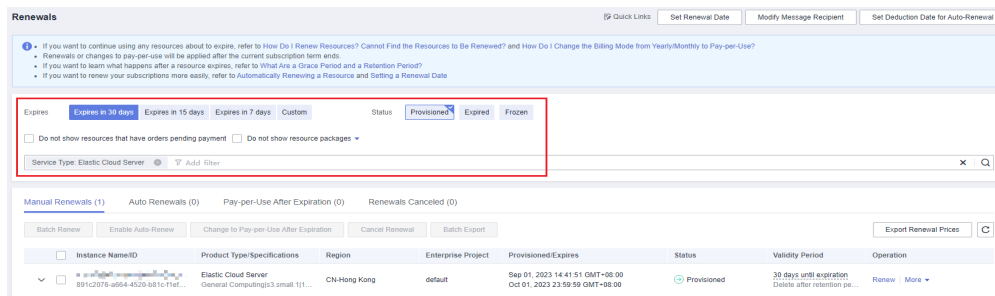 Renewals
Quick Links
Set Renewal Date
Modify Message Recipient
Set Deduction Date for Auto-Renewal
If you want to continue using any resources about to expire, refer to How Do I Renew Resources? Cannot Find the Resources to Be Renewed? and How Do I Change the Billing Mode from Yearly/Monthly to Pay-per-Use?
Renewals or changes to pay-per-use will be applied after the current subscription term ends.
If you want to learn what happens after a resource expires, refer to What Are a Grace Period and a Retention Period?
If you want to renew your subscriptions more easily, refer to Automatically Renewing a Resource and Setting a Renewal Date
Expires Expires in 30 days Expires in 15 days Expires in 7 days Custom Status Provisioned Expired Frozen
Do not show resources that have orders pending payment Do not show resource packages
Service Type: Elastic Cloud Server Add filter
Manual Renewals (1) Auto Renewals (0) Pay-per-Use After Expiration (0) Renewals Canceled (0)
Batch Renew Enable Auto-Renew Change to Pay-per-Use After Expiration Cancel Renewal Batch Export Export Renewal Prices
Instance Name/ID Product Type/Specifications Region Enterprise Project Provisioned/Expires Status Validity Period Operation
Elastic Cloud Server Sep 01, 2023 14:41:51 GMT+08:00 30 days until expiration
CN-Hong Kong default Provisioned Renew More
891c2076-a664-4520-b81c-f1ef... General Computing|s3.small.1|1... Oct 01, 2023 23:59:59 GMT+08:00 Delete after retention pe...